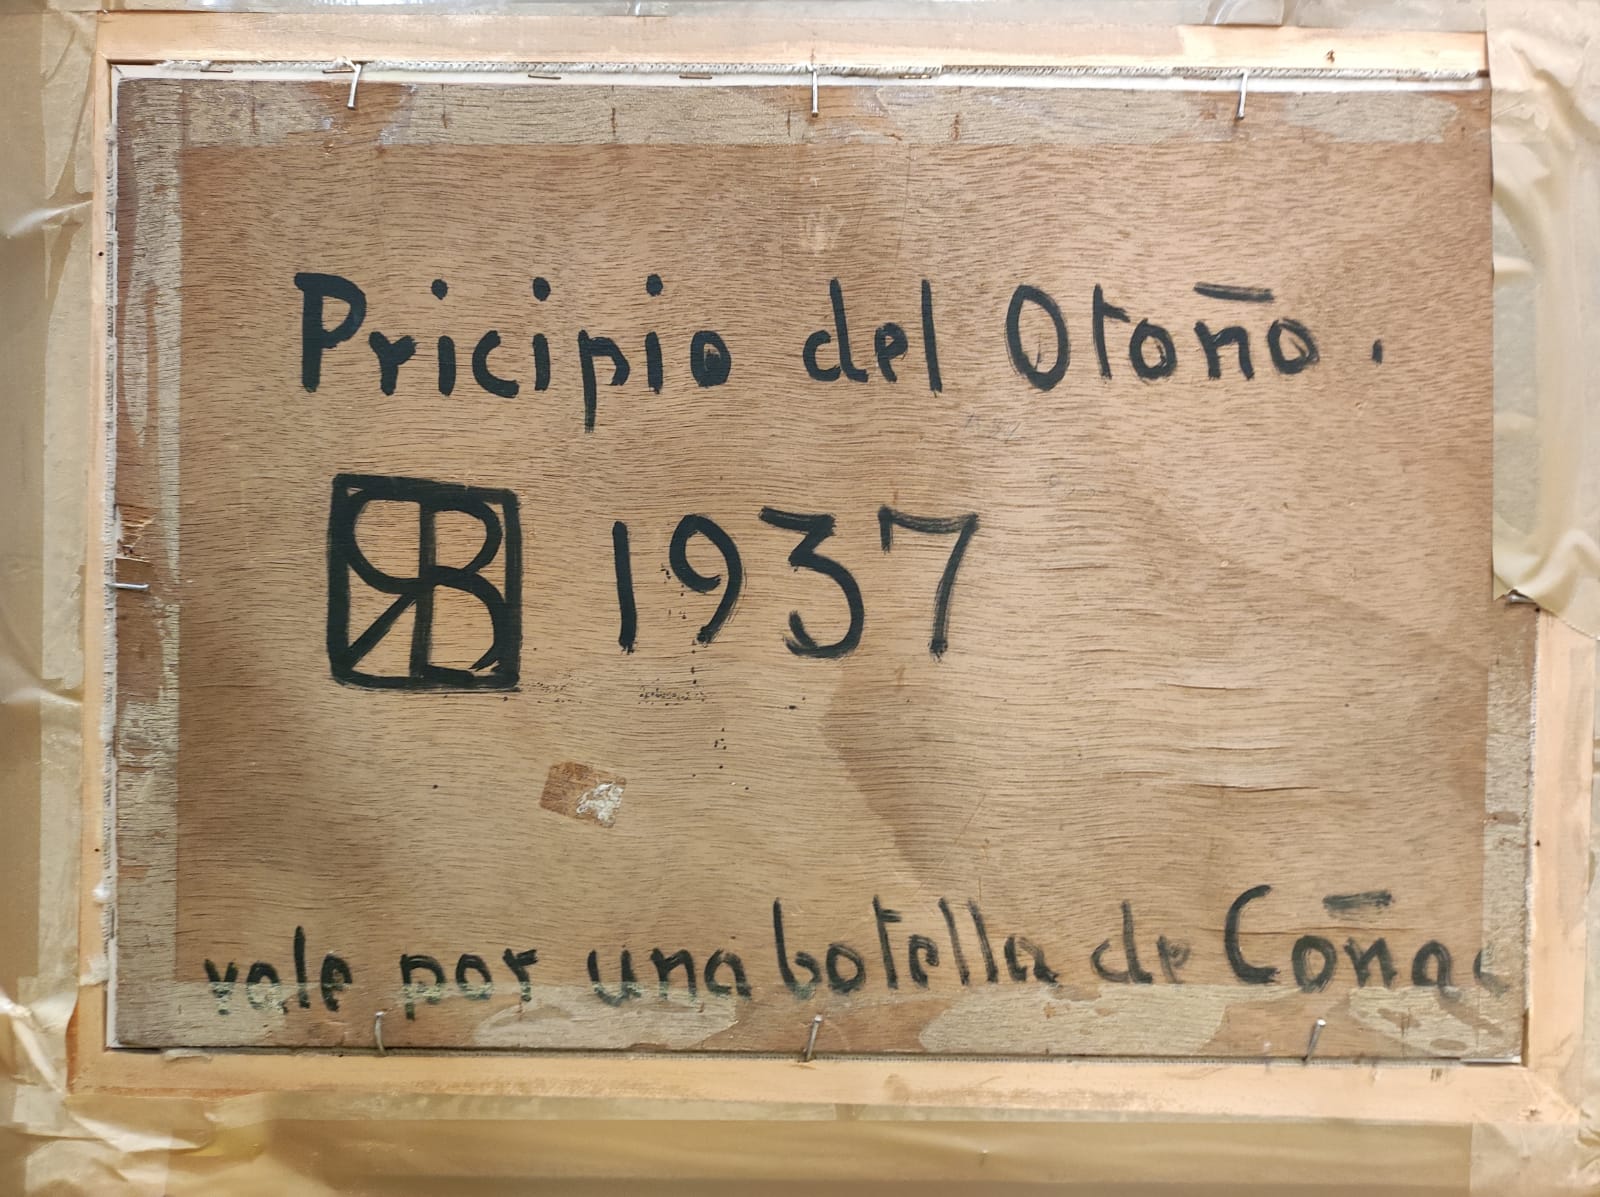 Pricipio del Otoño.
1937
vale por una botella de Coñac